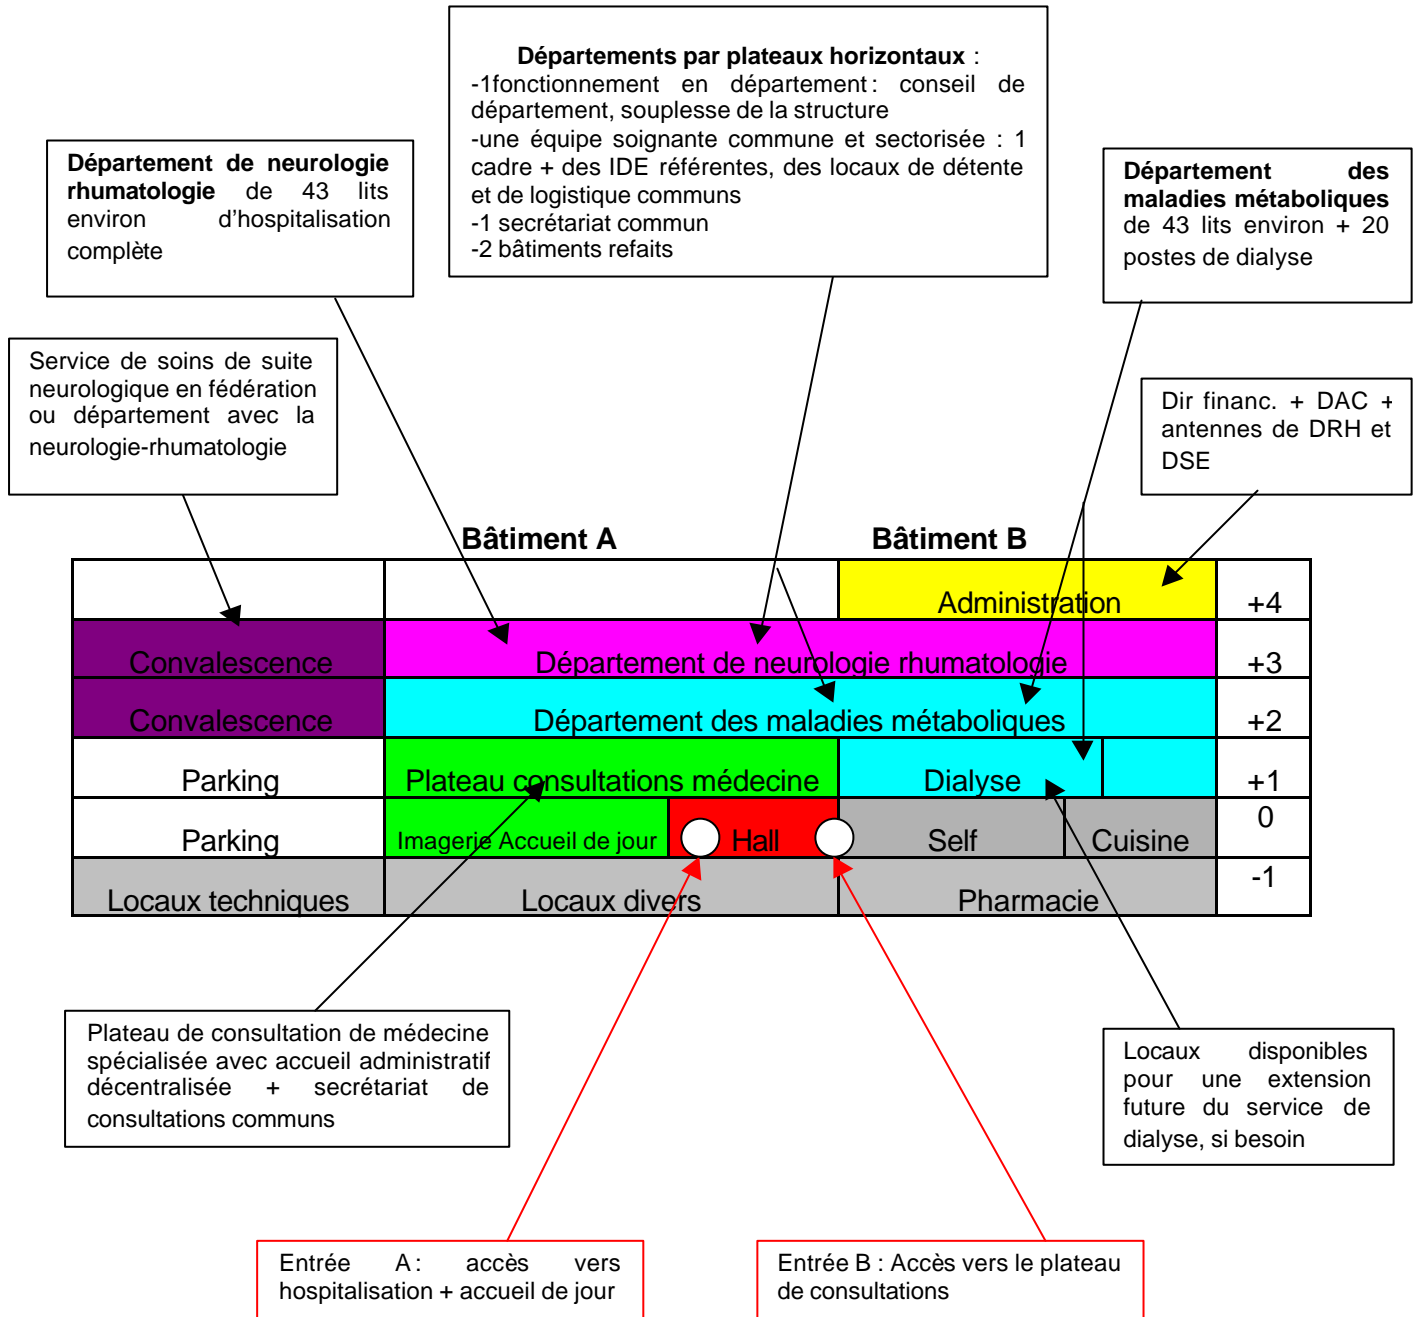 Départements par plateaux horizontaux :
-1fonctionnement en département : conseil de
département, souplesse de la structure
-une équipe soignante commune et sectorisée : 1
cadre + des IDE référentes, des locaux de détente
et de logistique communs
-1 secrétariat commun
-2 bâtiments refaits
Département de neurologie
rhumatologie de 43 lits
environ d’hospitalisation
complète
Département des
maladies métaboliques
de 43 lits environ + 20
postes de dialyse
Service de soins de suite
neurologique en fédération
ou département avec la
neurologie-rhumatologie
Dir financ. + DAC +
antennes de DRH et
DSE
Bâtiment A Bâtiment B
Administration +4
Convalescence Département de neurologie rhumatologie +3
Convalescence Département des maladies métaboliques +2
Parking Plateau consultations médecine Dialyse +1
Parking Imagerie Accueil de jour Hall Self Cuisine 0
Locaux techniques Locaux divers Pharmacie -1
Plateau de consultation de médecine
spécialisée avec accueil administratif
décentralisée + secrétariat de
consultations communs
Locaux disponibles
pour une extension
future du service de
dialyse, si besoin
Entrée A : accès vers
hospitalisation + accueil de jour
Entrée B : Accès vers le plateau
de consultations